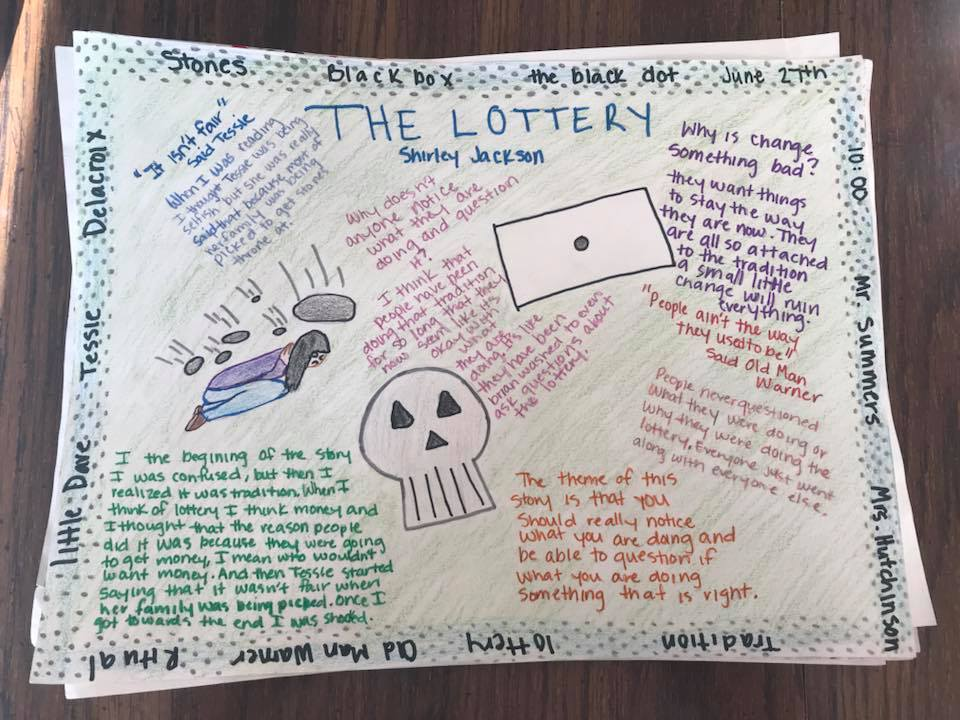 Stones
Black box
the black dot
June 27th
10:00
Mr. Summers
Mrs. Hutchinson
Tradition
lottery
Old Man Warner
Ritual
little Dave
Tessie
Delacroix
THE LOTTERY
Shirley Jackson
"It isn't fair"
said Tessie
When I was reading
I thought Tessie was being
selfish but she was really
said that because most of
her family was being
picked to get stones
throne at.
Why doesn't
anyone notice
what they are
doing and question
it?
I think that
people have been
doing that tradition
for so long that they
now seem like it's
okay with
what
they are
doing. It's like
they have been
brian washed to even
ask questions about
the lottery.
Why is change
something bad?
they want things
to stay the way
they are now. They
are all so attached
to the tradition
a small little
change will ruin
everything.
"People ain't the way
they used to be"
said Old Man
Warner
People never questioned
what they were doing or
why they were doing the
lottery. Everyone just went
along with everyone else.
I the begining of the story
I was confused, but then I
realized it was tradition. When I
think of lottery I think money and
I thought that the reason people
did it was because they were going
to get money, I mean who wouldn't
want money. And then Tessie started
saying that it wasn't fair when
her family was being picked. Once I
got towards the end I was shocked.
The theme of this
story is that you
should really notice
what you are doing and
be able to question if
what you are doing
something that is right.